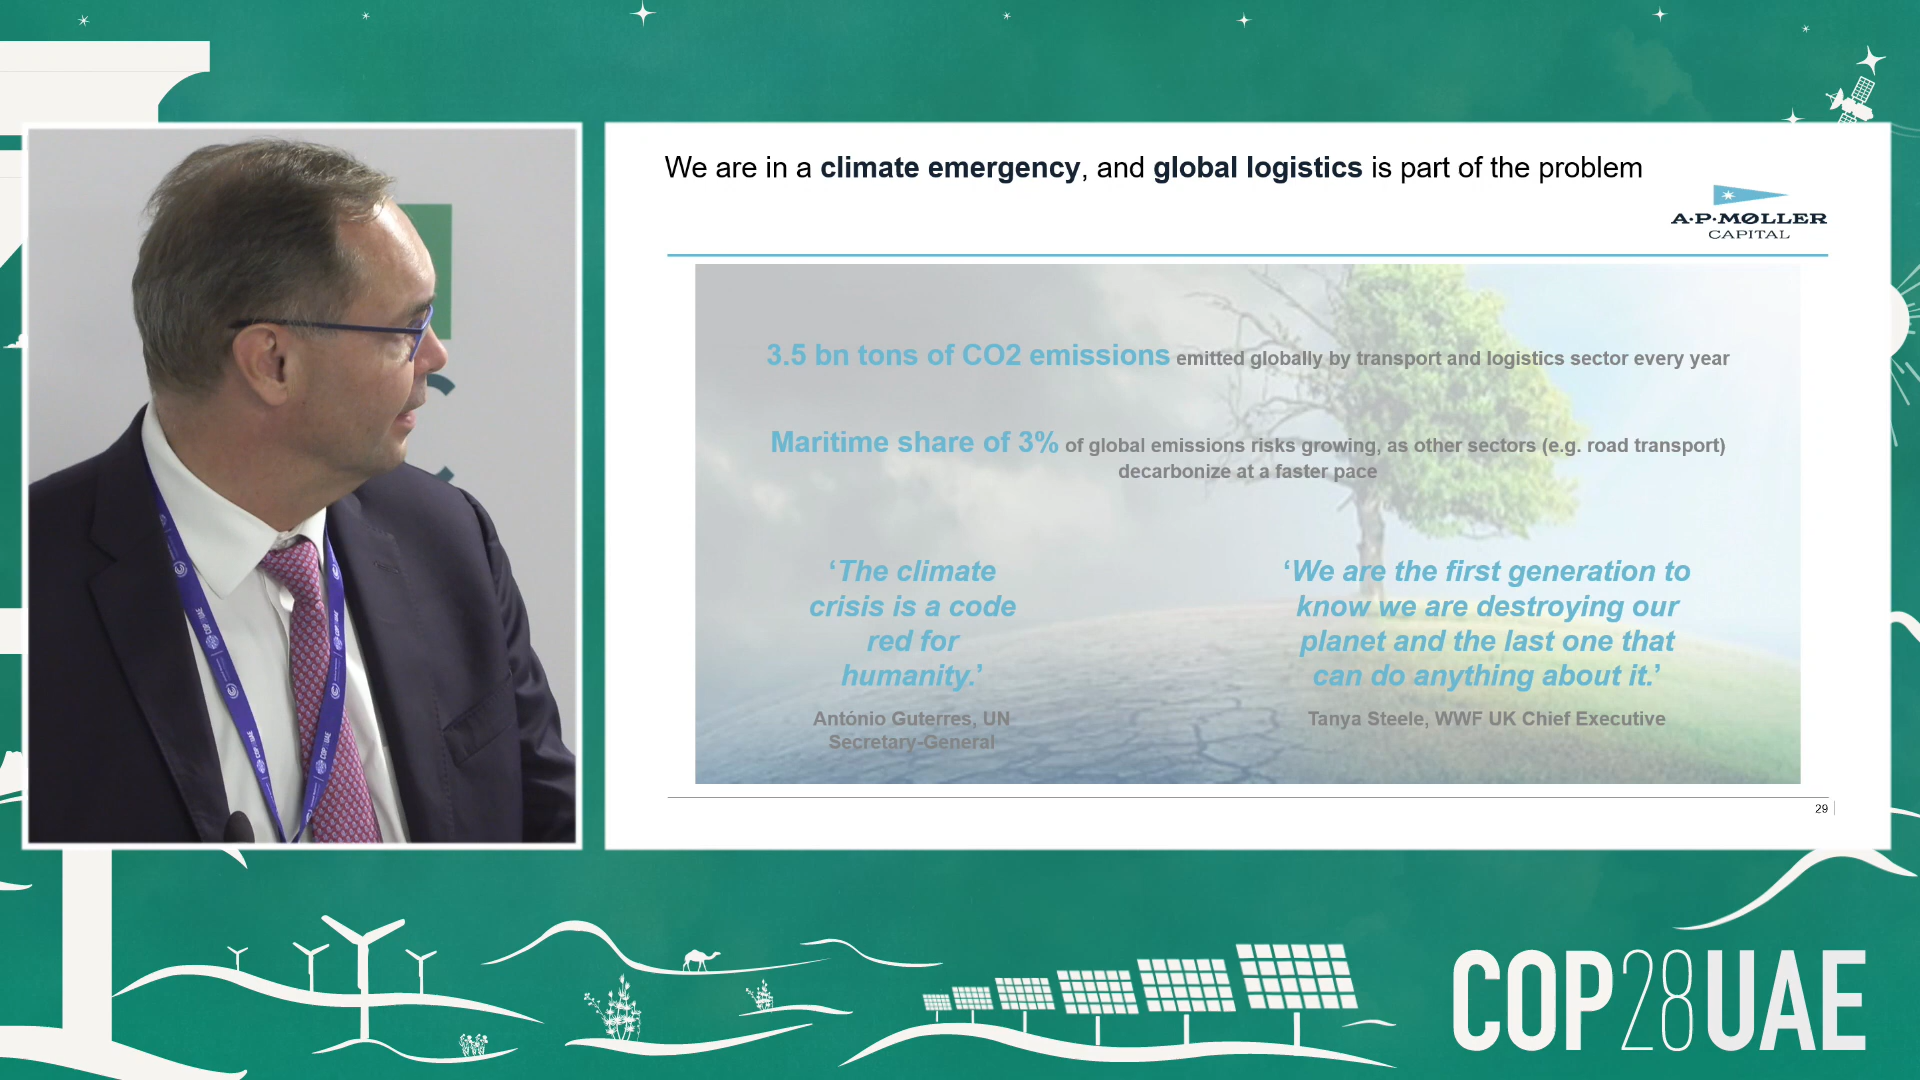 We are in a climate emergency, and global logistics is part of the problem
A·P·MØLLER
CAPITAL
3.5 bn tons of CO2 emissions emitted globally by transport and logistics sector every year
Maritime share of 3% of global emissions risks growing, as other sectors (e.g. road transport)
decarbonize at a faster pace
‘The climate
crisis is a code
red for
humanity.’
António Guterres, UN
Secretary-General
‘We are the first generation to
know we are destroying our
planet and the last one that
can do anything about it.’
Tanya Steele, WWF UK Chief Executive
29
COP28UAE